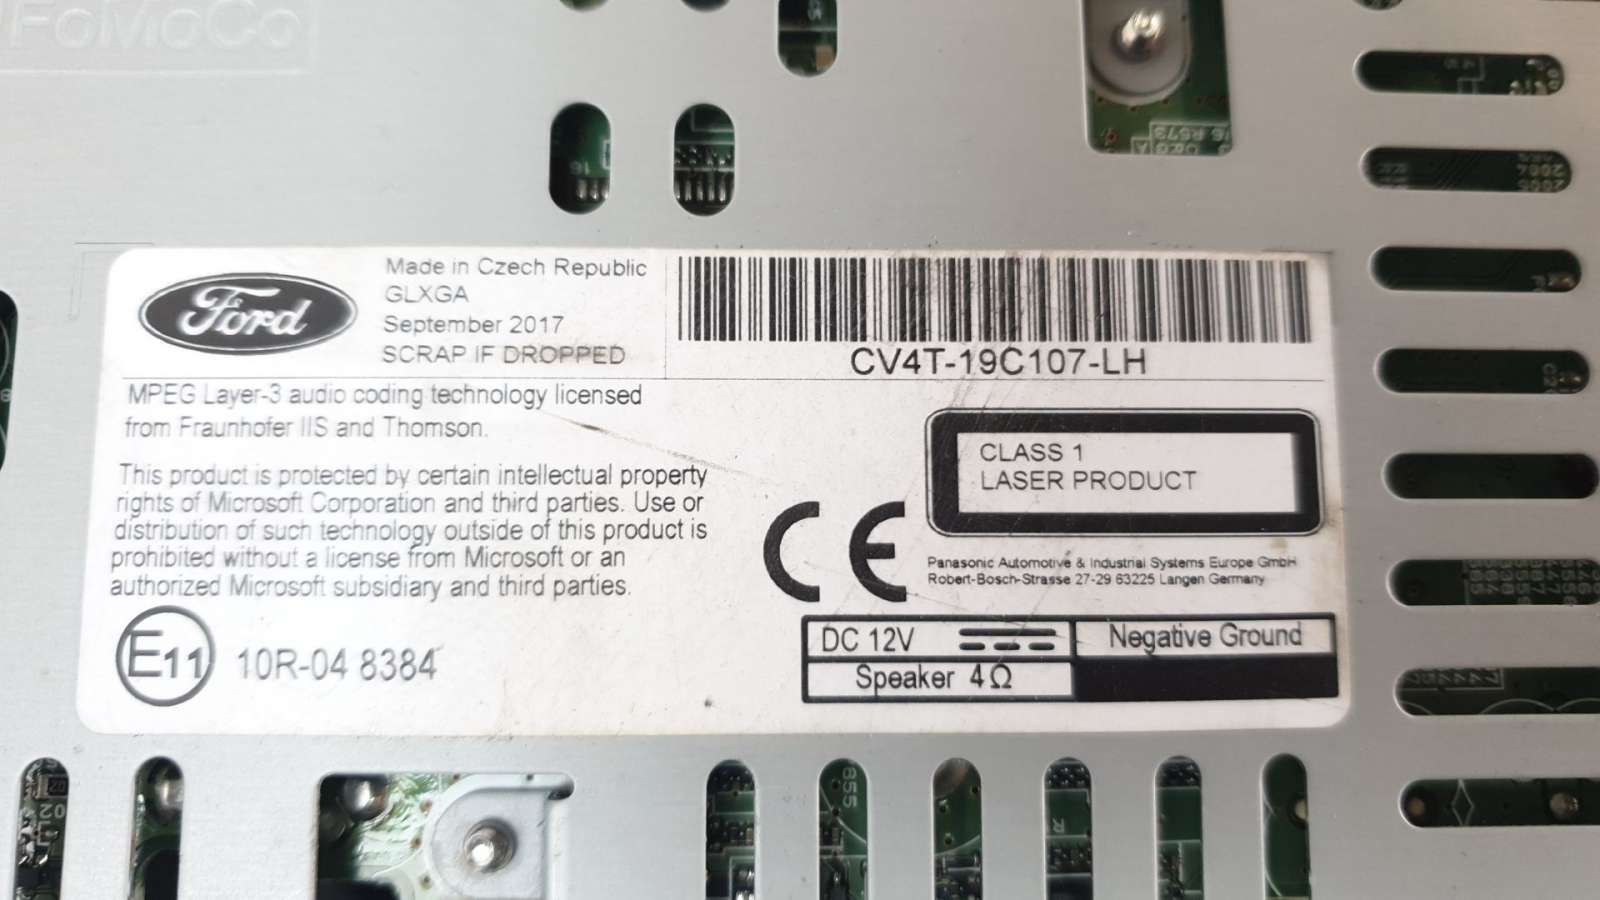 FoMoCo
Ford
Made in Czech Republic
GLXGA
September 2017
SCRAP IF DROPPED
CV4T-19C107-LH
MPEG Layer-3 audio coding technology licensed
from Fraunhofer IIS and Thomson.
This product is protected by certain intellectual property
rights of Microsoft Corporation and third parties. Use or
distribution of such technology outside of this product is
prohibited without a license from Microsoft or an
authorized Microsoft subsidiary and third parties.
CLASS 1
LASER PRODUCT
CE
Panasonic Automotive & Industrial Systems Europe GmbH
Robert-Bosch-Strasse 27-29 63225 Langen Germany
E11 10R-04 8384
DC 12V
Negative Ground
Speaker 4Ω
R573
855